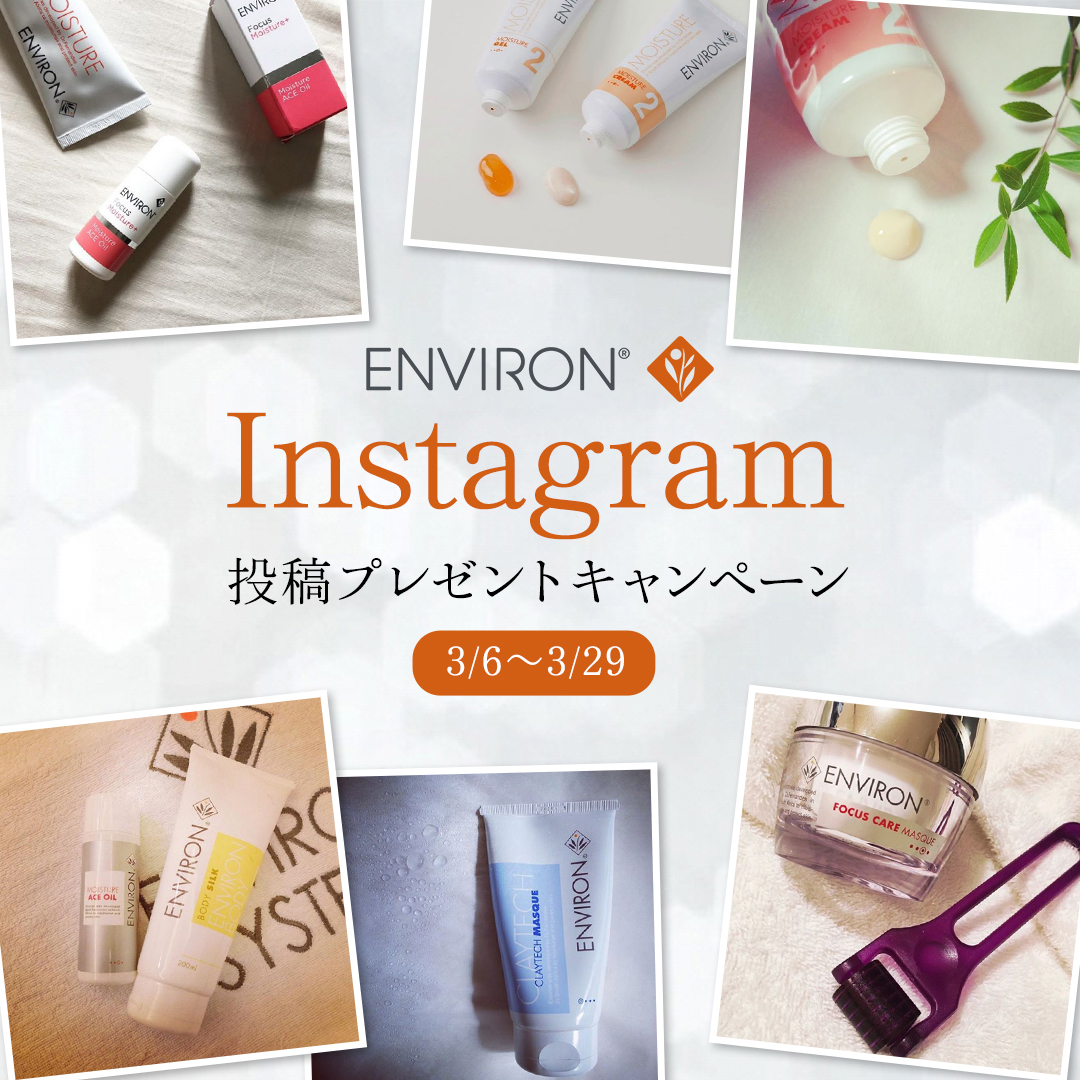 MOISTURE
ENVIRON®
ENVIRON
Focus
Moisture+
Moisture
ACE Oil
ENVIRON®
Focus
Moisture+
Moisture
ACE Oil
MOISTURE
GEL
2
MOISTURE
ENVIRON
MOISTURE
CREAM
2
MOISTURE
CREAM
2
ENVIRON®
Instagram
投稿プレゼントキャンペーン
3/6～3/29
MOISTURE
ACE OIL
ENVIRON
ENVIRON
BODY SILK
200ml
SYSTE
CLAYTECH
CLAYTECH MASQUE
ENVIRON
ENVIRON®
FOCUS CARE MASQUE